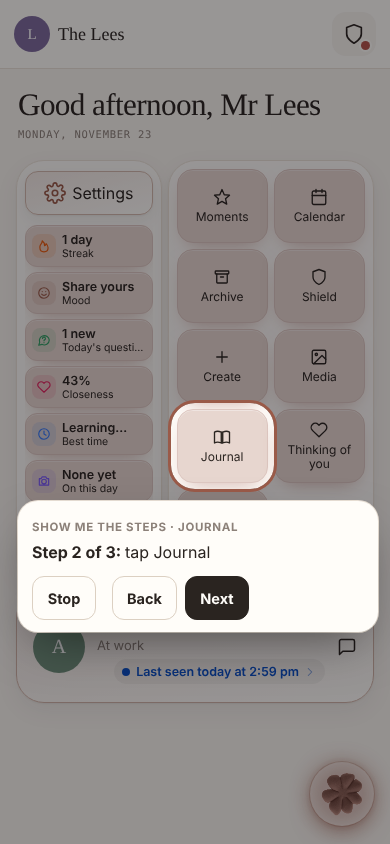 L
The Lees
Good afternoon, Mr Lees
MONDAY, NOVEMBER 23
Settings
1 day
Streak
Share yours
Mood
1 new
Today's questi...
43%
Closeness
Learning...
Best time
None yet
On this day
Moments
Calendar
Archive
Shield
Create
Media
Journal
Thinking of
you
SHOW ME THE STEPS · JOURNAL
Step 2 of 3: tap Journal
Stop
Back
Next
A
At work
Last seen today at 2:59 pm